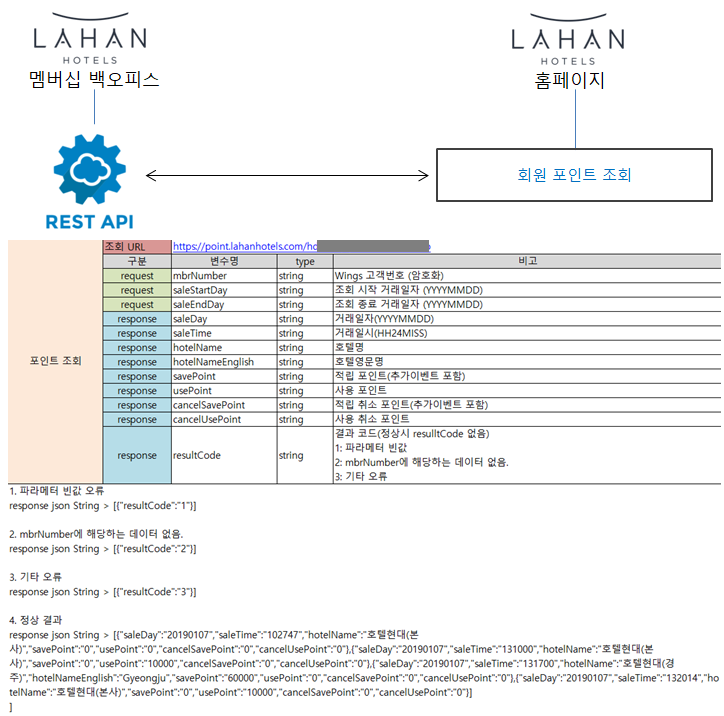 LAHAN
HOTELS
멤버십 백오피스
LAHAN
HOTELS
홈페이지
REST API
회원 포인트 조회
포인트 조회
조회 URL https://point.lahanhotels.com/ho
구분 변수명 type 비고
request mbrNumber string Wings 고객번호 (암호화)
request saleStartDay string 조회 시작 거래일자 (YYYYMMDD)
request saleEndDay string 조회 종료 거래일자 (YYYYMMDD)
response saleDay string 거래일자(YYYYMMDD)
response saleTime string 거래일시(HH24MISS)
response hotelName string 호텔명
response hotelNameEnglish string 호텔영문명
response savePoint string 적립 포인트(추가이벤트 포함)
response usePoint string 사용 포인트
response cancelSavePoint string 적립 취소 포인트(추가이벤트 포함)
response cancelUsePoint string 사용 취소 포인트
response resultCode string 결과 코드(정상시 resulltCode 없음)
1: 파라메터 빈값
2: mbrNumber에 해당하는 데이터 없음.
3: 기타 오류
1. 파라메터 빈값 오류
response json String > [{"resultCode":"1"}]
2. mbrNumber에 해당하는 데이터 없음.
response json String > [{"resultCode":"2"}]
3. 기타 오류
response json String > [{"resultCode":"3"}]
4. 정상 결과
response json String > [{"saleDay":"20190107","saleTime":"102747","hotelName":"호텔현대(본
사)","savePoint":"0","usePoint":"0","cancelSavePoint":"0","cancelUsePoint":"0"},{"saleDay":"20190107","saleTime":"131000","hotelName":"호텔현대(본
사)","savePoint":"0","usePoint":"10000","cancelSavePoint":"0","cancelUsePoint":"0"},{"saleDay":"20190107","saleTime":"131700","hotelName":"호텔현대(경
주)","hotelNameEnglish":"Gyeongju","savePoint":"60000","usePoint":"0","cancelSavePoint":"0","cancelUsePoint":"0"},{"saleDay":"20190107","saleTime":"132014","ho
telName":"호텔현대(본사)","savePoint":"0","usePoint":"10000","cancelSavePoint":"0","cancelUsePoint":"0"}]
]